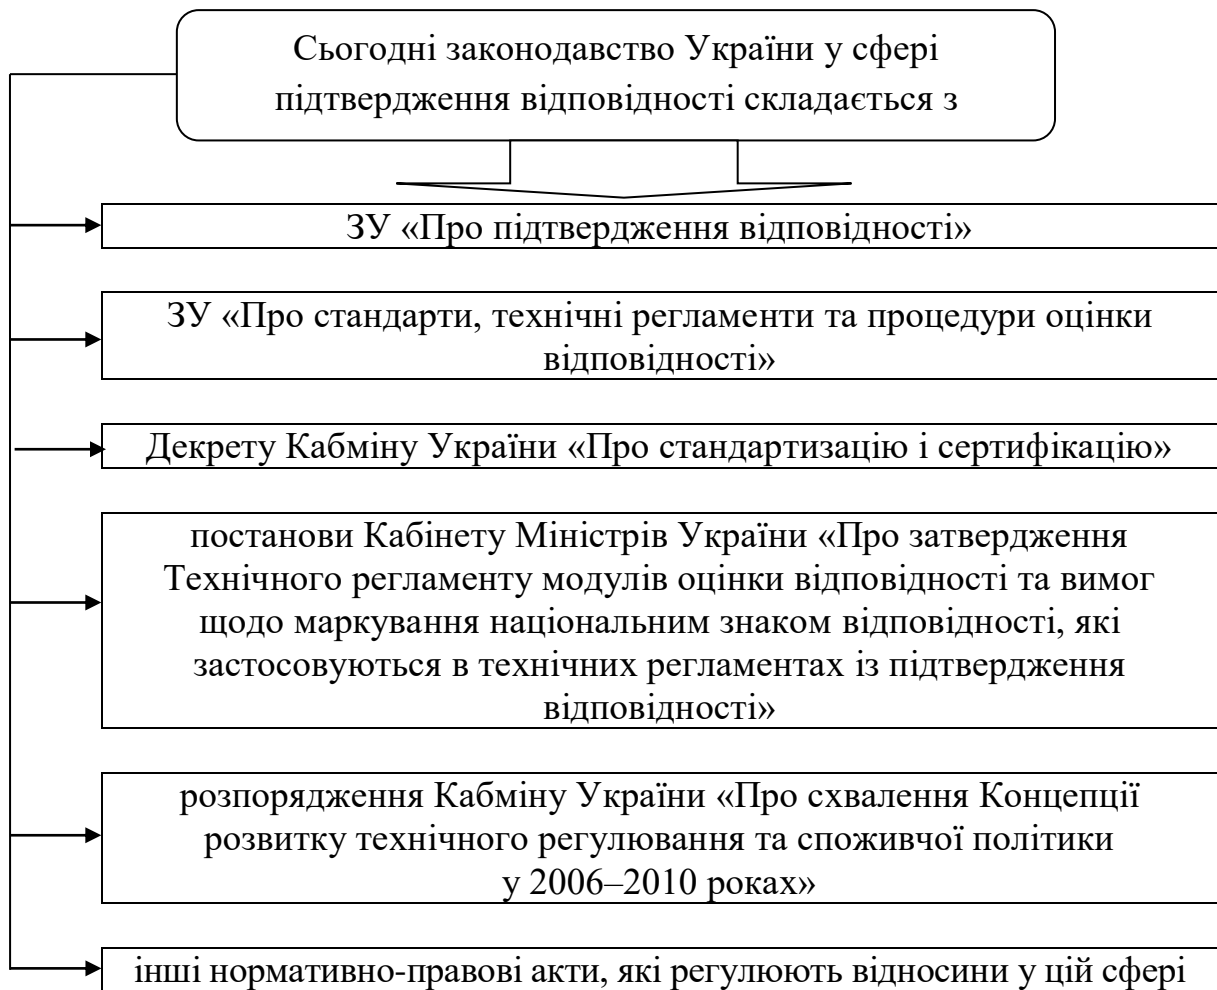 Сьогодні законодавство України у сфері
підтвердження відповідності складається з
ЗУ «Про підтвердження відповідності»
ЗУ «Про стандарти, технічні регламенти та процедури оцінки
відповідності»
Декрету Кабміну України «Про стандартизацію і сертифікацію»
постанови Кабінету Міністрів України «Про затвердження
Технічного регламенту модулів оцінки відповідності та вимог
щодо маркування національним знаком відповідності, які
застосовуються в технічних регламентах із підтвердження
відповідності»
розпорядження Кабміну України «Про схвалення Концепції
розвитку технічного регулювання та споживчої політики
у 2006–2010 роках»
інші нормативно-правові акти, які регулюють відносини у цій сфері